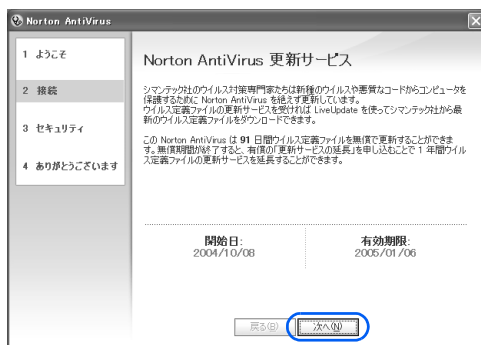 Norton AntiVirus
1 ようこそ
2 接続
3 セキュリティ
4 ありがとうございます
Norton AntiVirus 更新サービス
シマンテック社のウイルス対策専門家たちは新種のウイルスや悪質なコードからコンピュータを
保護するために Norton AntiVirus を絶えず更新しています。
ウイルス定義ファイルの更新サービスを受ければ LiveUpdate を使ってシマンテック社から最
新のウイルス定義ファイルをダウンロードできます。
この Norton AntiVirus は 91 日間ウイルス定義ファイルを無償で更新することができま
す。無償期間が終了すると、有償の「更新サービスの延長」を申し込むことで 1 年間ウイル
ス定義ファイルの更新サービスを延長することができます。
開始日:
2004/10/08
有効期限:
2005/01/06
戻る(B)
次へ(N)